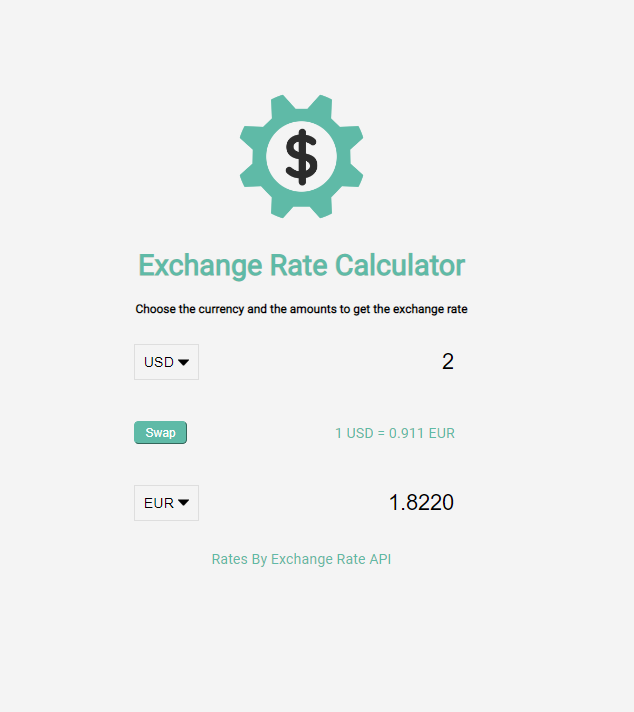 $
Exchange Rate Calculator
Choose the currency and the amounts to get the exchange rate
USD 2
Swap 1 USD = 0.911 EUR
EUR 1.8220
Rates By Exchange Rate API